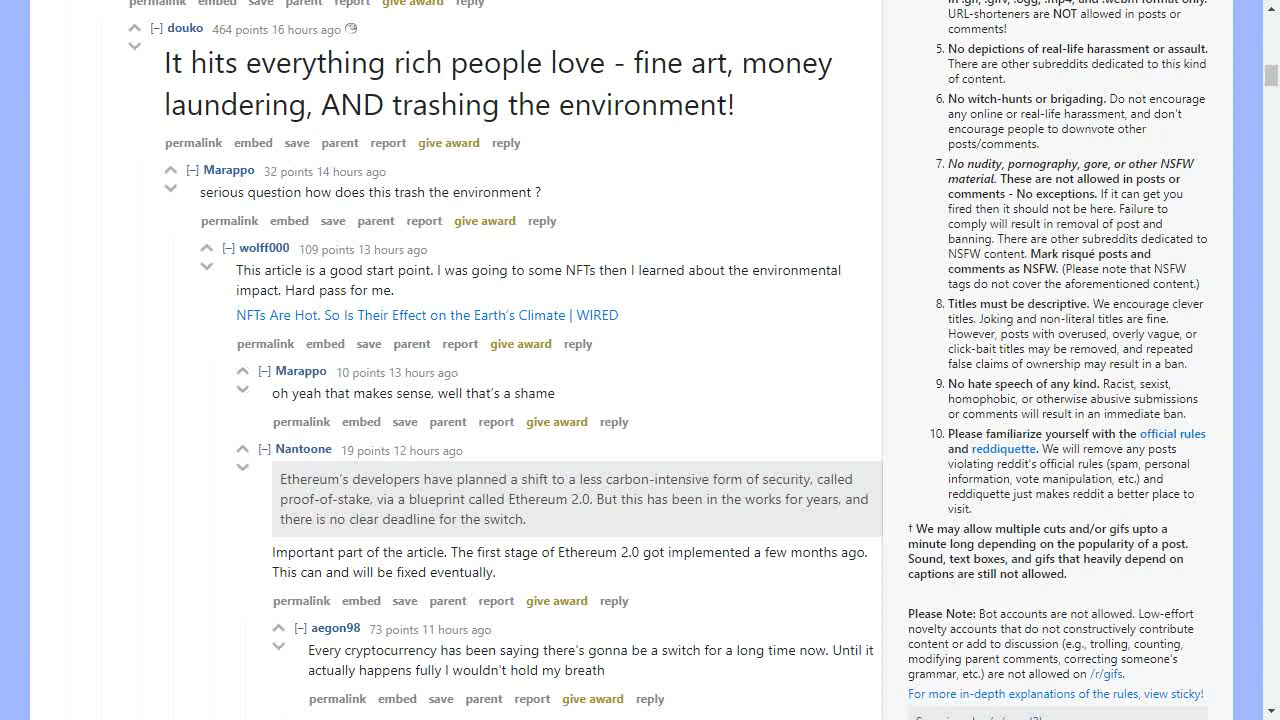 permalink embed save parent report give award reply
[–] douko 464 points 16 hours ago
It hits everything rich people love - fine art, money
laundering, AND trashing the environment!
permalink embed save parent report give award reply
[–] Marappo 32 points 14 hours ago
serious question how does this trash the environment ?
permalink embed save parent report give award reply
[–] wolff000 109 points 13 hours ago
This article is a good start point. I was going to some NFTs then I learned about the environmental
impact. Hard pass for me.
NFTs Are Hot. So Is Their Effect on the Earth’s Climate | WIRED
permalink embed save parent report give award reply
[–] Marappo 10 points 13 hours ago
oh yeah that makes sense, well that’s a shame
permalink embed save parent report give award reply
[–] Nantoone 19 points 12 hours ago
Ethereum’s developers have planned a shift to a less carbon-intensive form of security, called
proof-of-stake, via a blueprint called Ethereum 2.0. But this has been in the works for years, and
there is no clear deadline for the switch.
Important part of the article. The first stage of Ethereum 2.0 got implemented a few months ago.
This can and will be fixed eventually.
permalink embed save parent report give award reply
[–] aegon98 73 points 11 hours ago
Every cryptocurrency has been saying there's gonna be a switch for a long time now. Until it
actually happens fully I wouldn't hold my breath
permalink embed save parent report give award reply
in .gif, .gifv, .ogg, .mp4, and .webm format only.
URL-shorteners are NOT allowed in posts or
comments!
5. No depictions of real-life harassment or assault.
There are other subreddits dedicated to this kind
of content.
6. No witch-hunts or brigading. Do not encourage
any online or real-life harassment, and don't
encourage people to downvote other
posts/comments.
7. No nudity, pornography, gore, or other NSFW
material. These are not allowed in posts or
comments - No exceptions. If it can get you
fired then it should not be here. Failure to
comply will result in removal of post and
banning. There are other subreddits dedicated to
NSFW content. Mark risqué posts and
comments as NSFW. (Please note that NSFW
tags do not cover the aforementioned content.)
8. Titles must be descriptive. We encourage clever
titles. Joking and non-literal titles are fine.
However, posts with overused, overly vague, or
click-bait titles may be removed, and repeated
false claims of ownership may result in a ban.
9. No hate speech of any kind. Racist, sexist,
homophobic, or otherwise abusive submissions
or comments will result in an immediate ban.
10. Please familiarize yourself with the official rules
and reddiquette. We will remove any posts
violating reddit's official rules (spam, personal
information, vote manipulation, etc.) and
reddiquette just makes reddit a better place to
visit.
† We may allow multiple cuts and/or gifs upto a
minute long depending on the popularity of a post.
Sound, text boxes, and gifs that heavily depend on
captions are still not allowed.
Please Note: Bot accounts are not allowed. Low-effort
novelty accounts that do not constructively contribute
content or add to discussion (e.g., trolling, counting,
modifying parent comments, correcting someone's
grammar, etc.) are not allowed on /r/gifs.
For more in-depth explanations of the rules, view sticky!